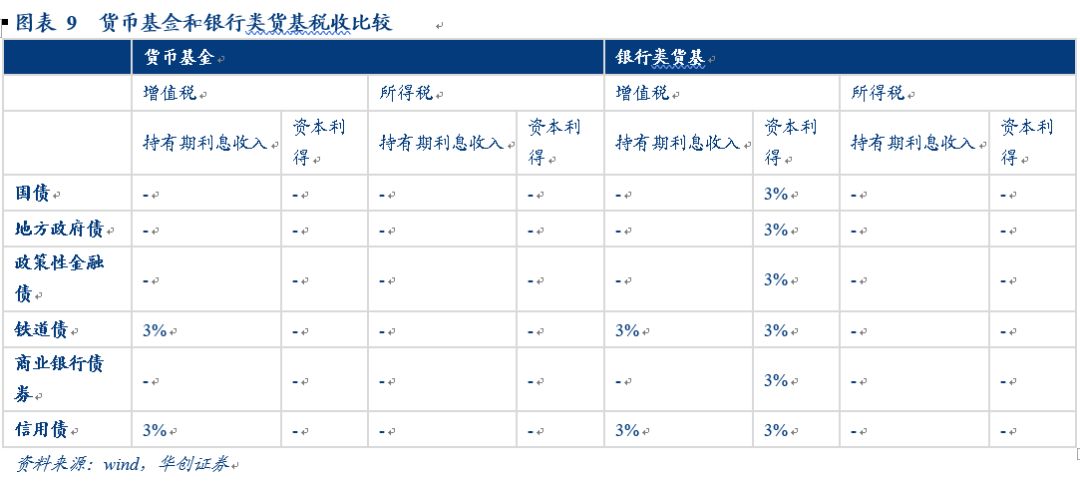 图表 9 货币基金和银行类货基税收比较
货币基金 银行类货基
增值税 所得税 增值税 所得税
持有期利息收入 资本利得 持有期利息收入 资本利得 持有期利息收入 资本利得 持有期利息收入 资本利得
国债 - - - - - 3% - -
地方政府债 - - - - - 3% - -
政策性金融债 - - - - - 3% - -
铁道债 3% - - - 3% 3% - -
商业银行债券 - - - - - 3% - -
信用债 3% - - - 3% 3% - -
资料来源：wind，华创证券